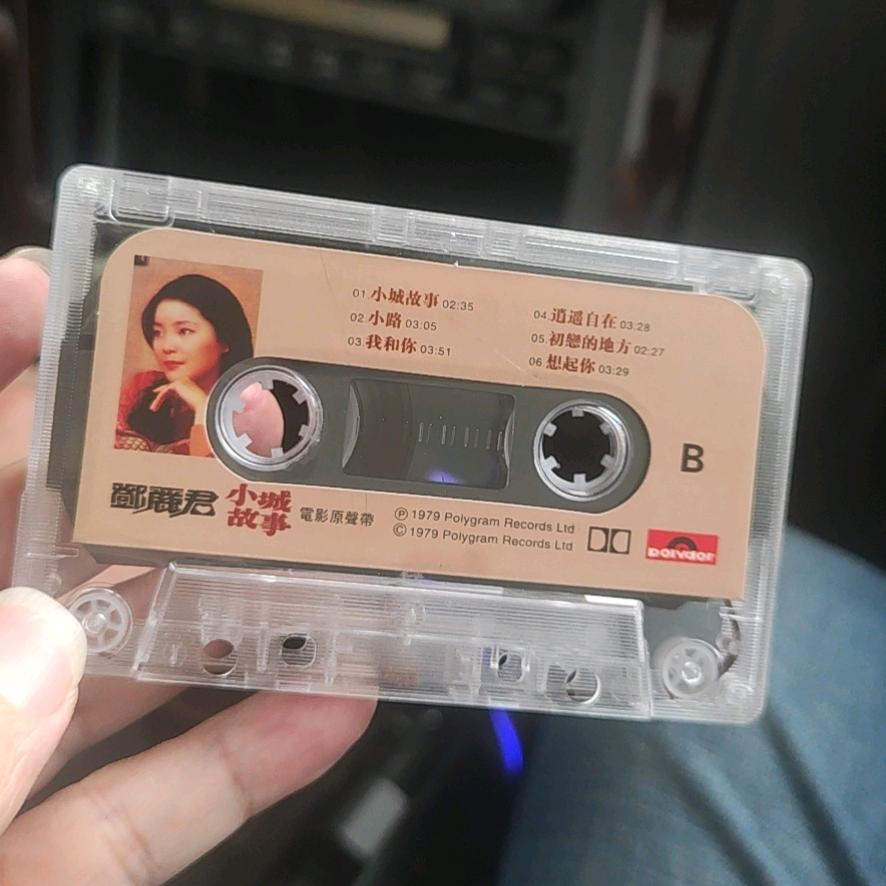 01.小城故事 02:35
02.小路 03:05
03.我和你 03:51
04.逍遥自在 03:28
05.初戀的地方 02:27
06.想起你 03:29
B
鄧麗君 小城故事 電影原聲帶
Ⓟ 1979 Polygram Records Ltd
© 1979 Polygram Records Ltd
Polydor